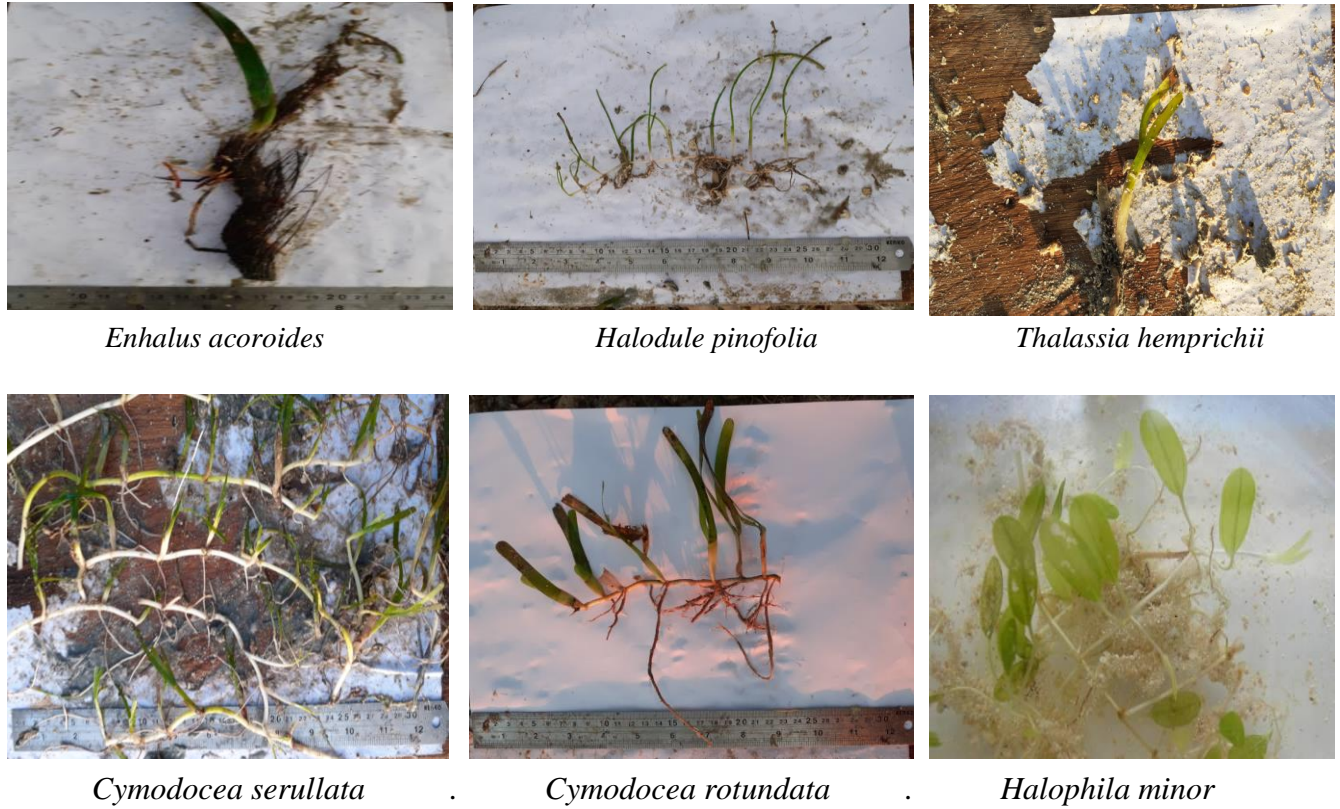 Enhalus acoroides Halodule pinofolia Thalassia hemprichii
Cymodocea serullata . Cymodocea rotundata . Halophila minor